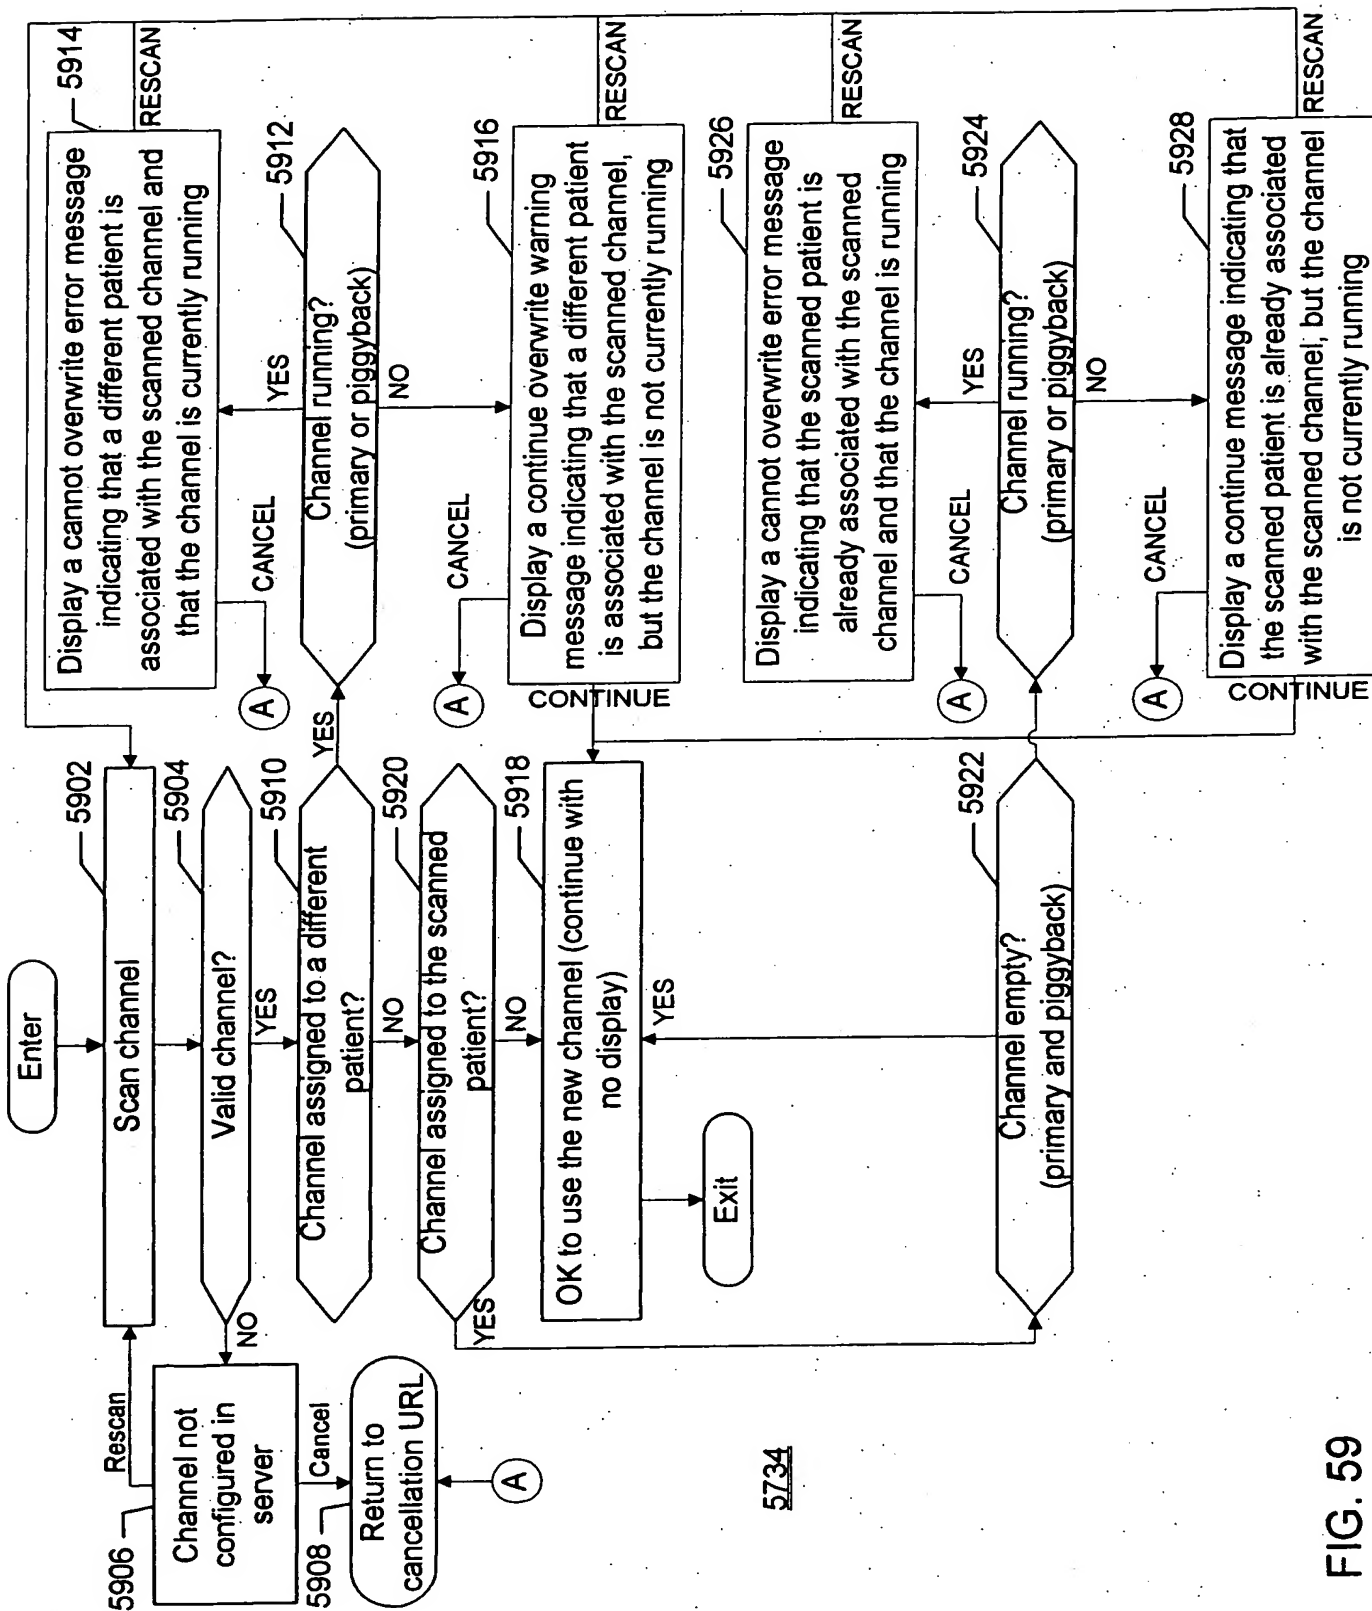 Enter
5902
Scan channel
5904
Valid channel?
YES
NO
5906
Channel not
configured in
server
Rescan
Cancel
5908
Return to
cancellation URL
A
5910
Channel assigned to a different
patient?
YES
NO
5912
Channel running?
(primary or piggyback)
YES
NO
5914
Display a cannot overwrite error message
indicating that a different patient is
associated with the scanned channel and
that the channel is currently running
RESCAN
CANCEL
A
5916
Display a continue overwrite warning
message indicating that a different patient
is associated with the scanned channel,
but the channel is not currently running
RESCAN
CANCEL
A
CONTINUE
5920
Channel assigned to the scanned
patient?
YES
NO
5918
OK to use the new channel (continue with
no display)
Exit
5922
Channel empty?
(primary and piggyback)
YES
5924
Channel running?
(primary or piggyback)
YES
NO
5926
Display a cannot overwrite error message
indicating that the scanned patient is
already associated with the scanned
channel and that the channel is running
RESCAN
CANCEL
A
5928
Display a continue message indicating that
the scanned patient is already associated
with the scanned channel, but the channel
is not currently running
RESCAN
CANCEL
A
CONTINUE
5734
FIG. 59